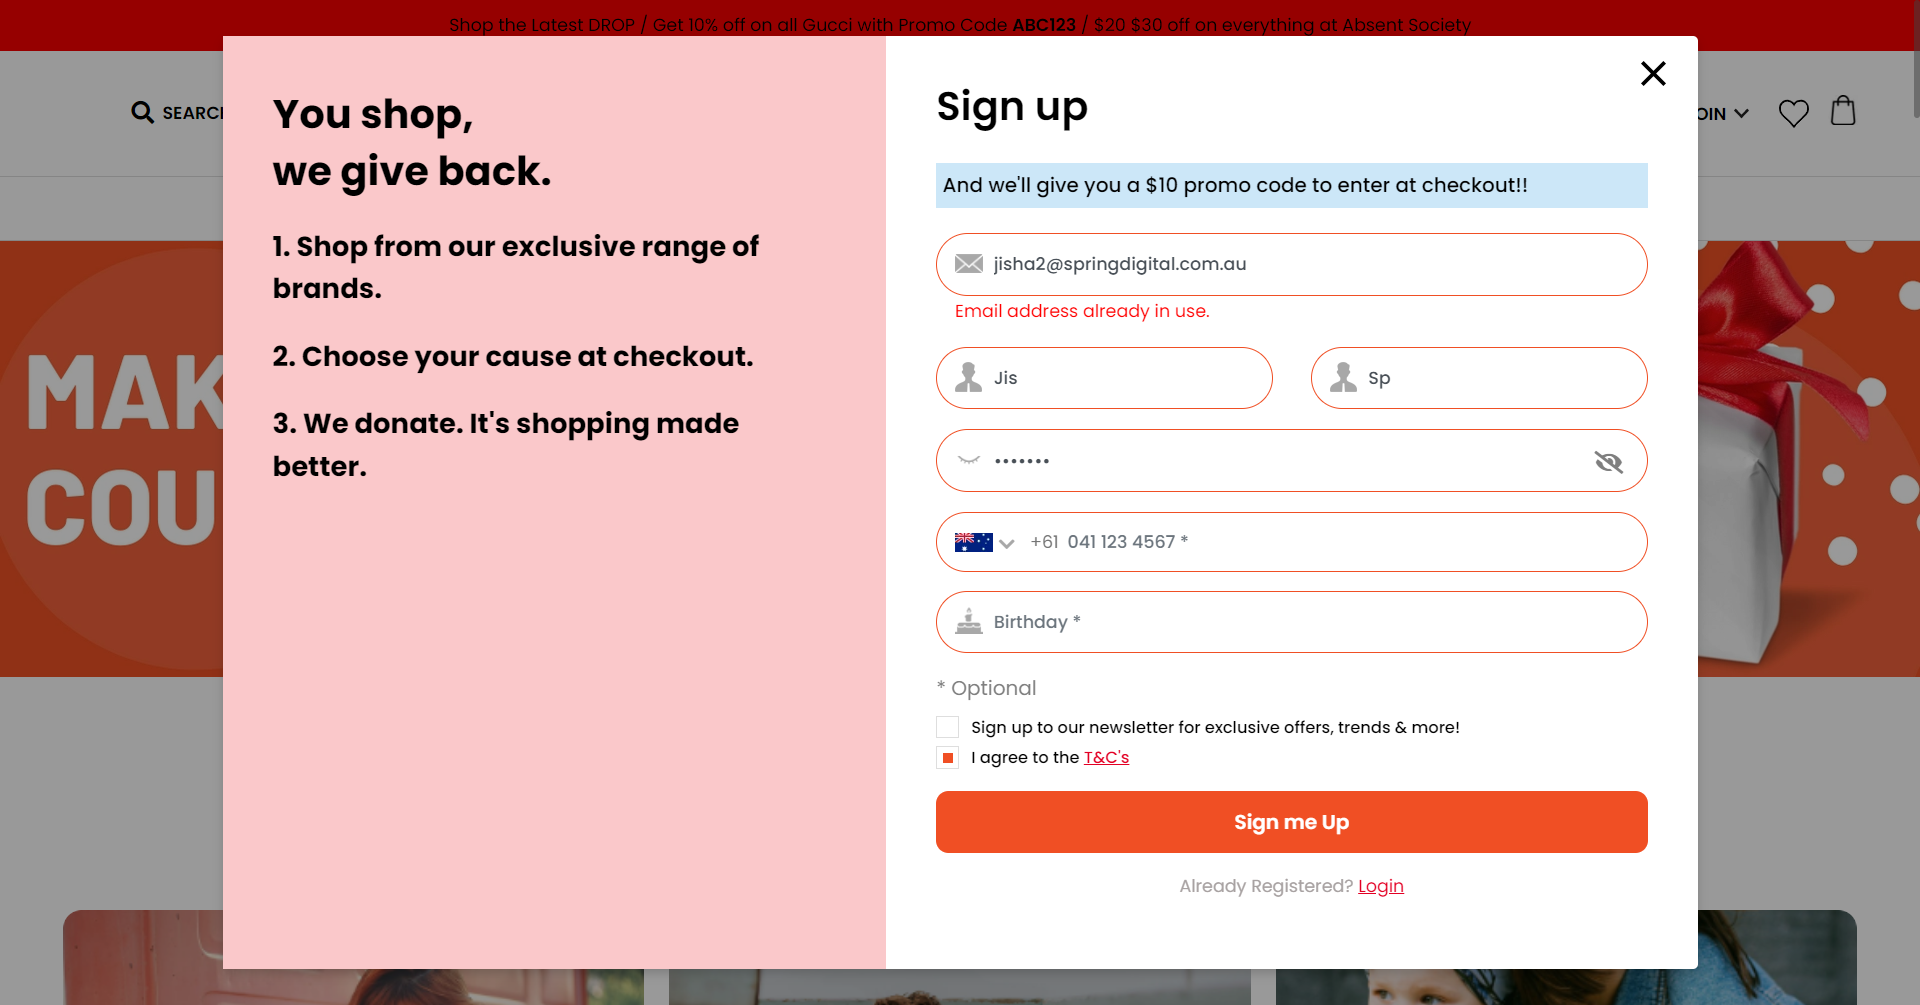 Shop the Latest DROP / Get 10% off on all Gucci with Promo Code ABC123 / $20 $30 off on everything at Absent Society
You shop,
we give back.
1. Shop from our exclusive range of
brands.
2. Choose your cause at checkout.
3. We donate. It's shopping made
better.
Sign up
And we'll give you a $10 promo code to enter at checkout!!
jisha2@springdigital.com.au
Email address already in use.
Jis
Sp
+61 041 123 4567 *
Birthday *
* Optional
Sign up to our newsletter for exclusive offers, trends & more!
I agree to the T&C's
Sign me Up
Already Registered? Login
MAK
COU